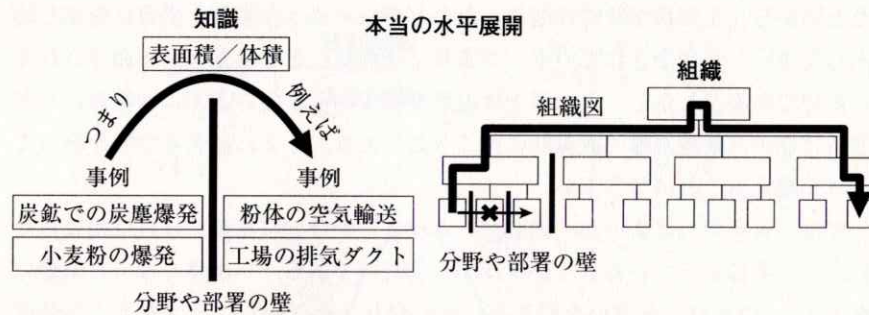 本当の水平展開
知識
表面積／体積
つまり
例えば
事例
事例
炭鉱での炭塵爆発
粉体の空気輸送
小麦粉の爆発
工場の排気ダクト
分野や部署の壁
組織
組織図
分野や部署の壁